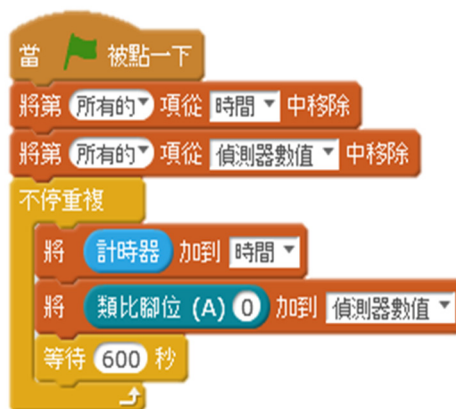 當 被點一下
將第 所有的 項從 時間 中移除
將第 所有的 項從 偵測器數值 中移除
不停重複
將 計時器 加到 時間
將 類比腳位 (A) 0 加到 偵測器數值
等待 600 秒